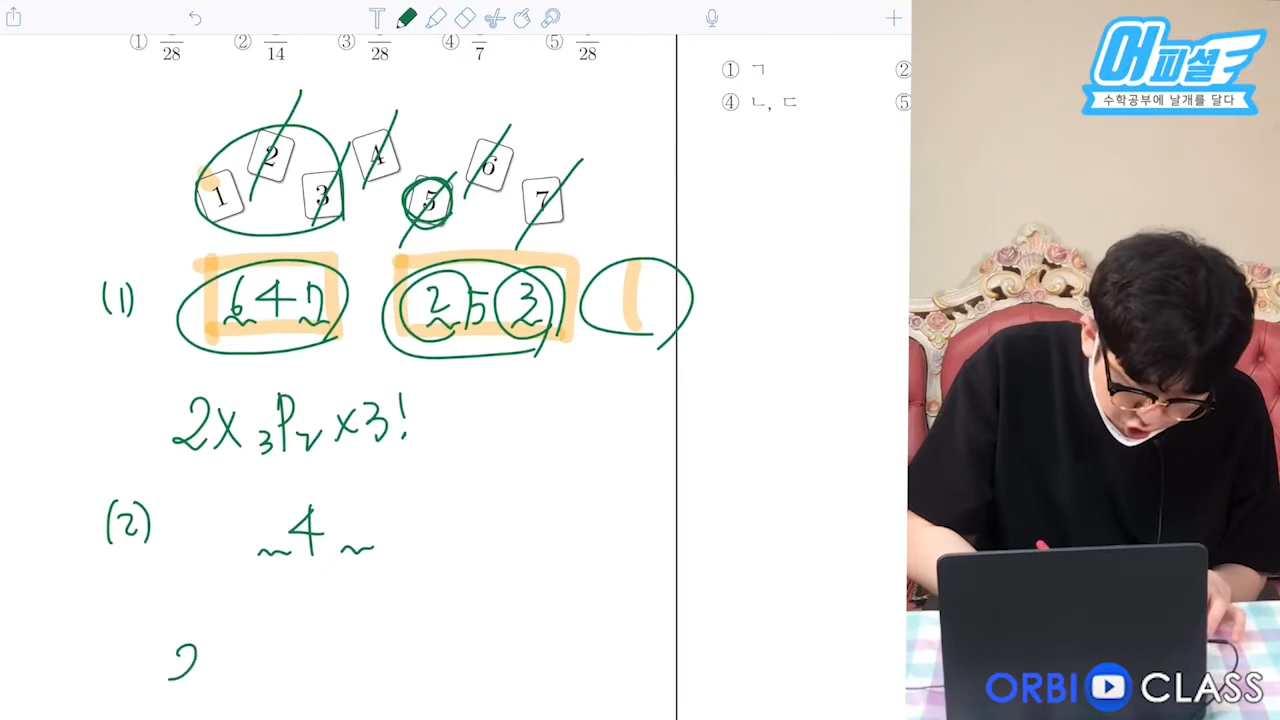 ① 28 ② 14 ③ 28 ④ 7 ⑤ 28
1 2 3 4 5 6 7
(1) 6 4 7 2 5 3 1
2 × ₃P₂ × 3!
(2) 4
2
① ㄱ ②
④ ㄴ, ㄷ ⑤
어피셜
수학공부에 날개를 달다
ORBI CLASS